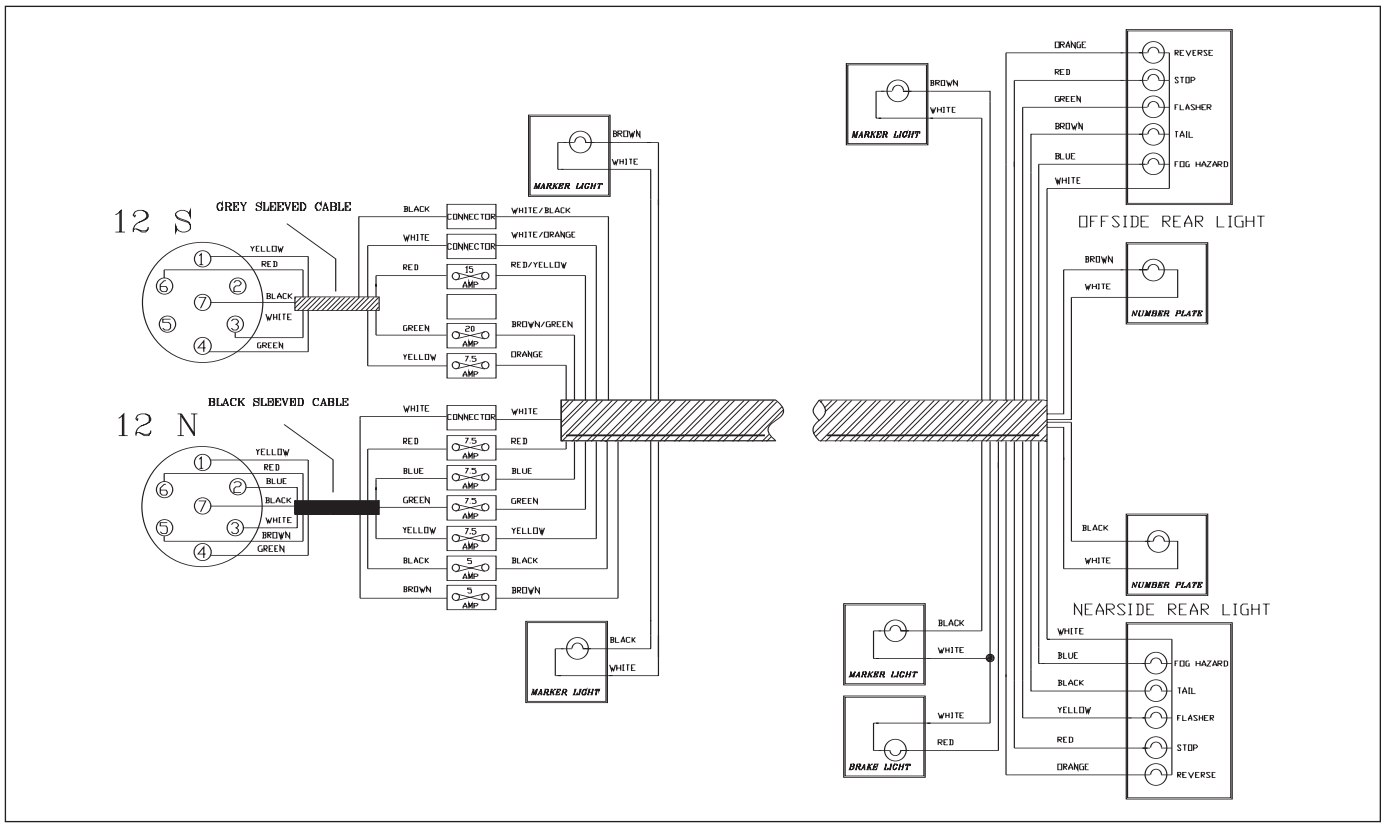 12 S
GREY SLEEVED CABLE
YELLOW
RED
BLACK
WHITE
GREEN
1
6
2
7
5
3
4
12 N
BLACK SLEEVED CABLE
YELLOW
RED
BLUE
BLACK
WHITE
BROWN
GREEN
1
6
2
7
5
3
4
BROWN
WHITE
MARKER LIGHT
BLACK CONNECTOR WHITE/BLACK
WHITE CONNECTOR WHITE/ORANGE
RED 15 AMP RED/YELLOW
GREEN 20 AMP BROWN/GREEN
YELLOW 7.5 AMP ORANGE
WHITE CONNECTOR WHITE
RED 7.5 AMP RED
BLUE 7.5 AMP BLUE
GREEN 7.5 AMP GREEN
YELLOW 7.5 AMP YELLOW
BLACK 5 AMP BLACK
BROWN 5 AMP BROWN
BLACK
WHITE
MARKER LIGHT
BROWN
WHITE
MARKER LIGHT
ORANGE REVERSE
RED STOP
GREEN FLASHER
BROWN TAIL
BLUE FOG HAZARD
WHITE
OFFSIDE REAR LIGHT
BROWN
WHITE
NUMBER PLATE
BLACK
WHITE
NUMBER PLATE
NEARSIDE REAR LIGHT
BLACK
WHITE
MARKER LIGHT
WHITE
RED
BRAKE LIGHT
WHITE
BLUE FOG HAZARD
BLACK TAIL
YELLOW FLASHER
RED STOP
ORANGE REVERSE